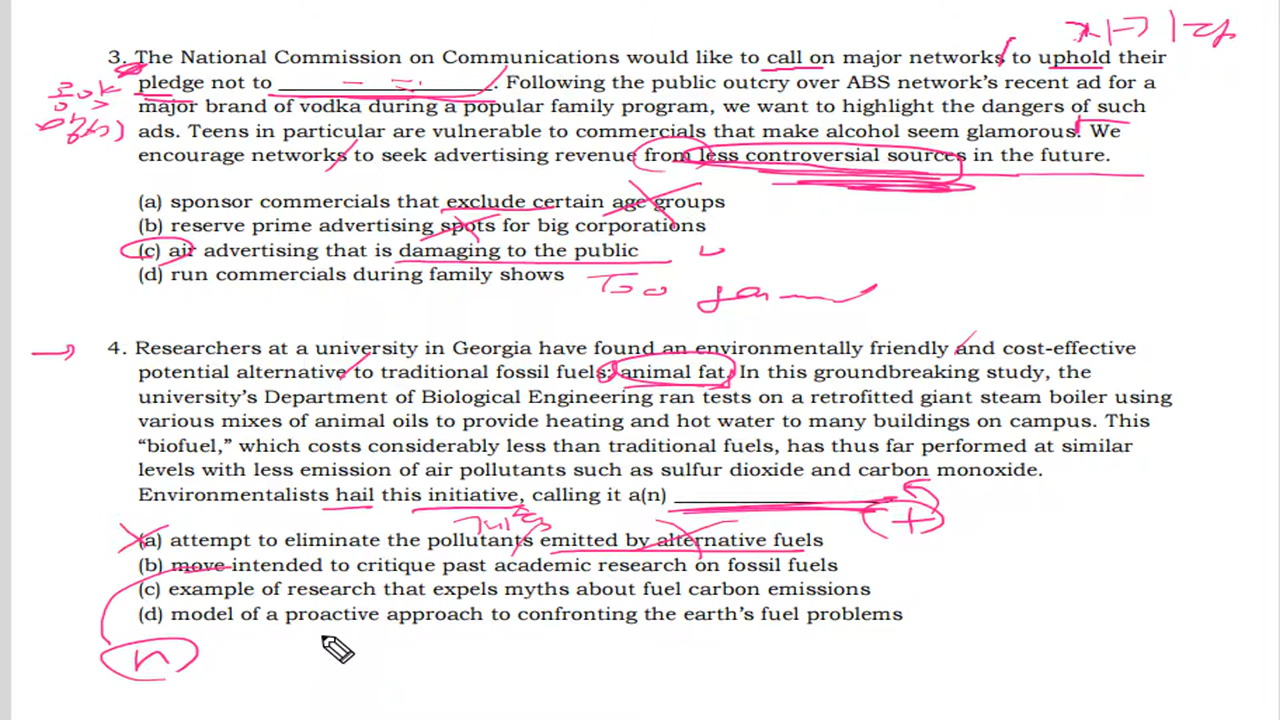 3. The National Commission on Communications would like to call on major networks to uphold their
pledge not to ____________________. Following the public outcry over ABS network's recent ad for a
major brand of vodka during a popular family program, we want to highlight the dangers of such
ads. Teens in particular are vulnerable to commercials that make alcohol seem glamorous. We
encourage networks to seek advertising revenue from less controversial sources in the future.
(a) sponsor commercials that exclude certain age groups
(b) reserve prime advertising spots for big corporations
(c) air advertising that is damaging to the public
(d) run commercials during family shows
Too
4. Researchers at a university in Georgia have found an environmentally friendly and cost-effective
potential alternative to traditional fossil fuels: animal fat. In this groundbreaking study, the
university's Department of Biological Engineering ran tests on a retrofitted giant steam boiler using
various mixes of animal oils to provide heating and hot water to many buildings on campus. This
"biofuel," which costs considerably less than traditional fuels, has thus far performed at similar
levels with less emission of air pollutants such as sulfur dioxide and carbon monoxide.
Environmentalists hail this initiative, calling it a(n) ____________________
(+)
(a) attempt to eliminate the pollutants emitted by alternative fuels
(b) move intended to critique past academic research on fossil fuels
(c) example of research that expels myths about fuel carbon emissions
(d) model of a proactive approach to confronting the earth's fuel problems
n